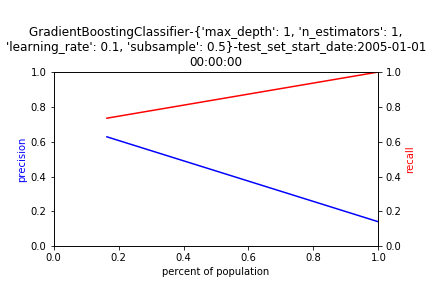 GradientBoostingClassifier-{'max_depth': 1, 'n_estimators': 1,
'learning_rate': 0.1, 'subsample': 0.5}-test_set_start_date:2005-01-01
00:00:00
1.0
0.8
0.6
0.4
0.2
0.0
precision
1.0
0.8
0.6
0.4
0.2
0.0
recall
0.0 0.2 0.4 0.6 0.8 1.0
percent of population